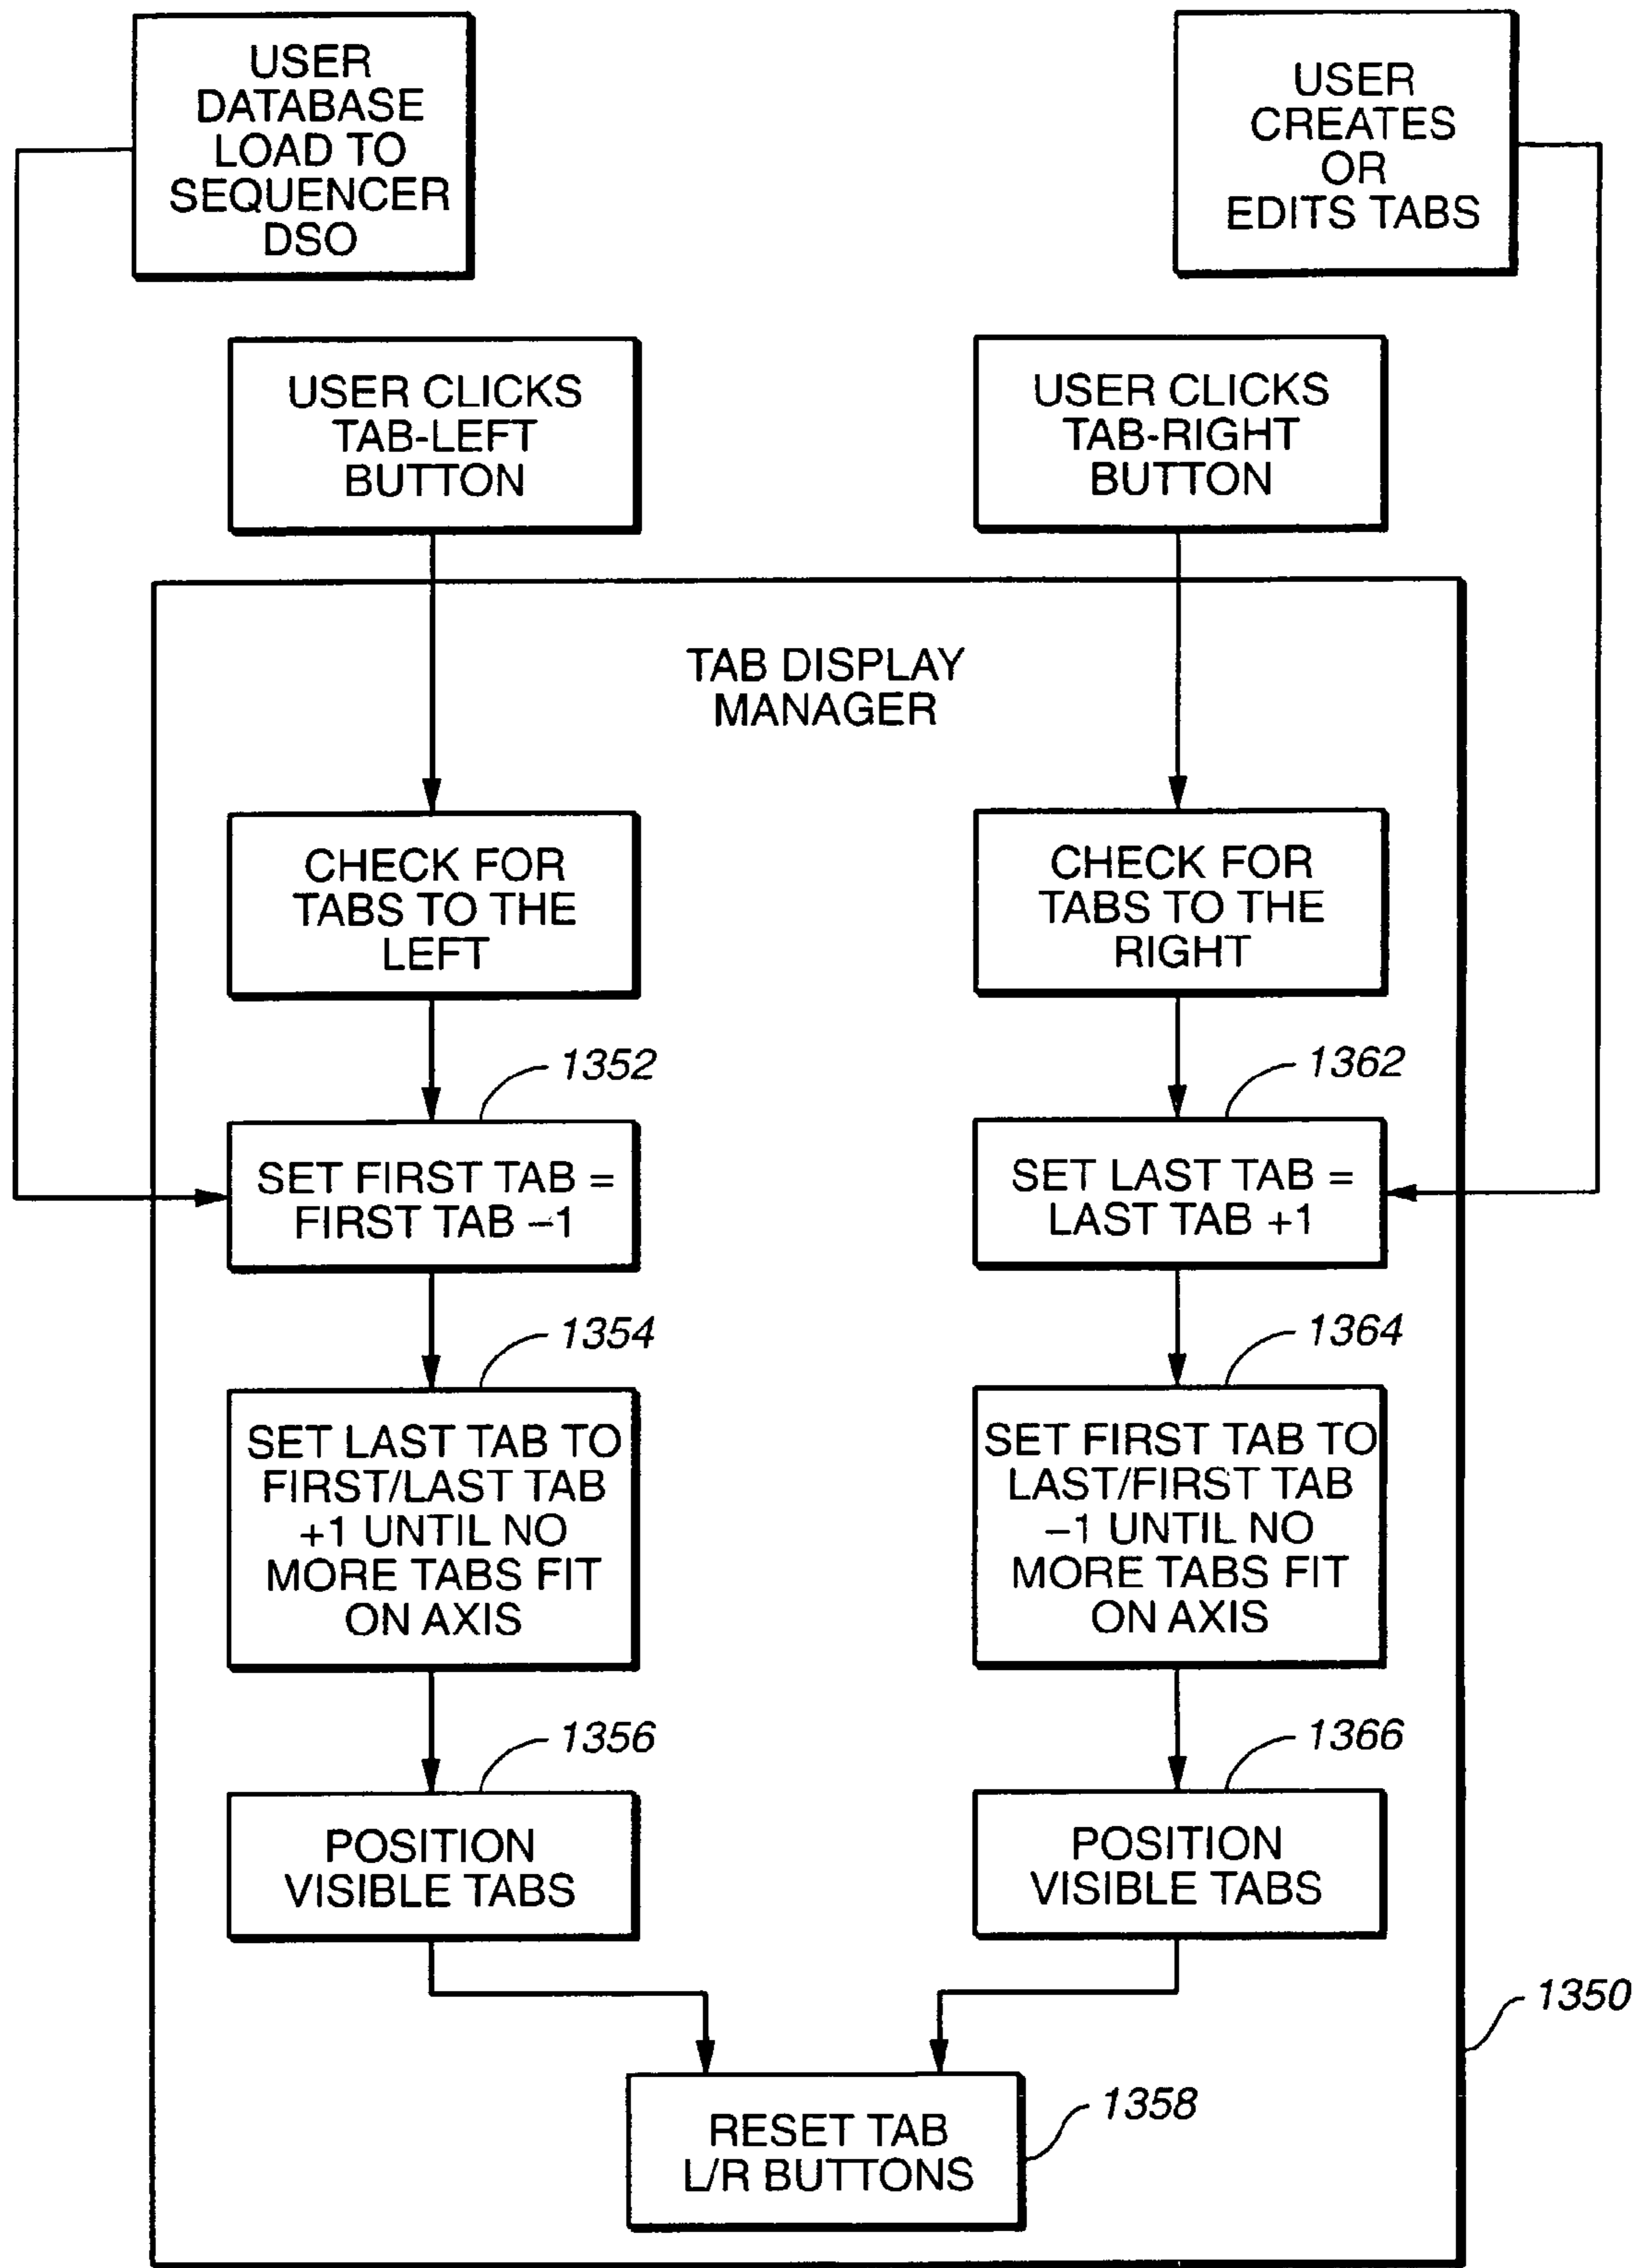 USER
DATABASE
LOAD TO
SEQUENCER
DSO
USER
CREATES
OR
EDITS TABS
USER CLICKS
TAB-LEFT
BUTTON
USER CLICKS
TAB-RIGHT
BUTTON
TAB DISPLAY
MANAGER
CHECK FOR
TABS TO THE
LEFT
CHECK FOR
TABS TO THE
RIGHT
1352
SET FIRST TAB =
FIRST TAB –1
1362
SET LAST TAB =
LAST TAB +1
1354
SET LAST TAB TO
FIRST/LAST TAB
+1 UNTIL NO
MORE TABS FIT
ON AXIS
1364
SET FIRST TAB TO
LAST/FIRST TAB
–1 UNTIL NO
MORE TABS FIT
ON AXIS
1356
POSITION
VISIBLE TABS
1366
POSITION
VISIBLE TABS
1350
1358
RESET TAB
L/R BUTTONS